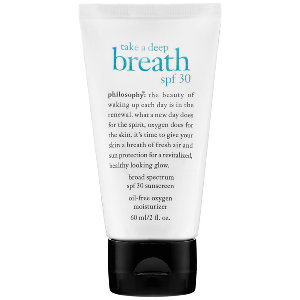 take a deep
breath
spf 30
philosophy: the beauty of
waking up each day is in the
renewal. what a new day does
for the spirit, oxygen does for
the skin. it's time to give your
skin a breath of fresh air and
sun protection for a revitalized,
healthy looking glow.
broad spectrum
spf 30 sunscreen
oil-free oxygen
moisturizer
60 ml/2 fl. oz.